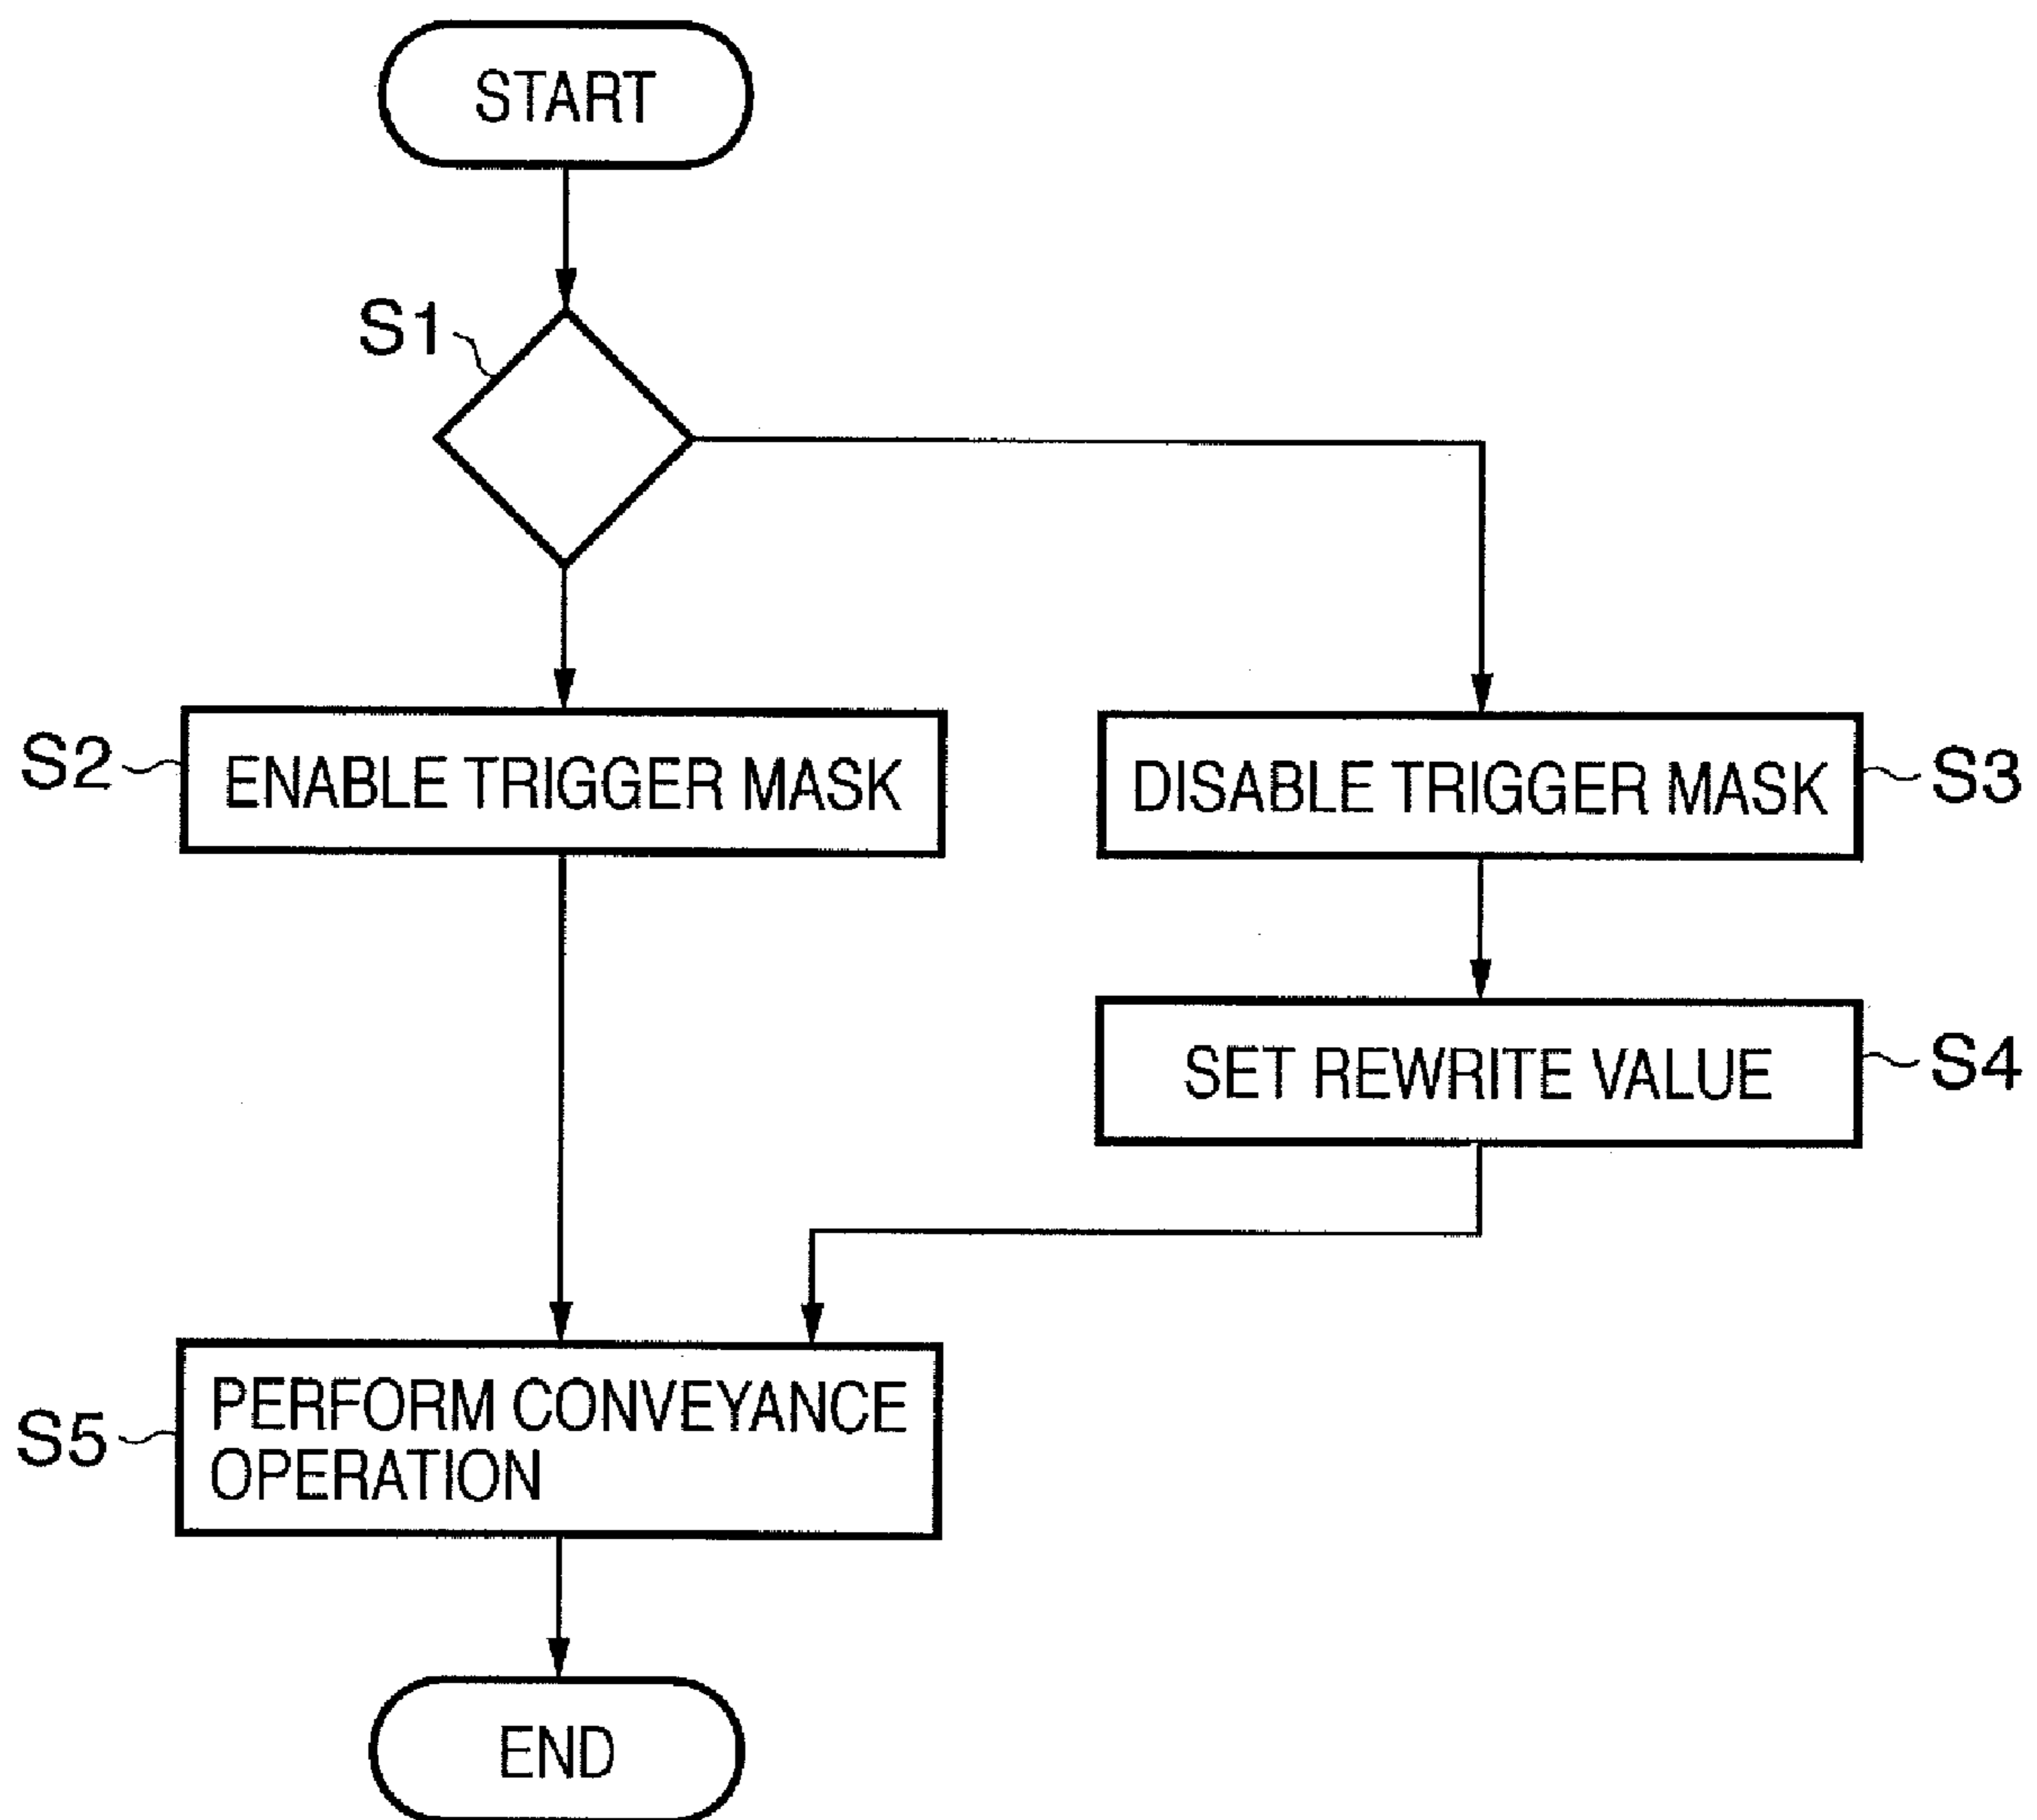 START
S1
S2
ENABLE TRIGGER MASK
DISABLE TRIGGER MASK
S3
SET REWRITE VALUE
S4
S5
PERFORM CONVEYANCE
OPERATION
END